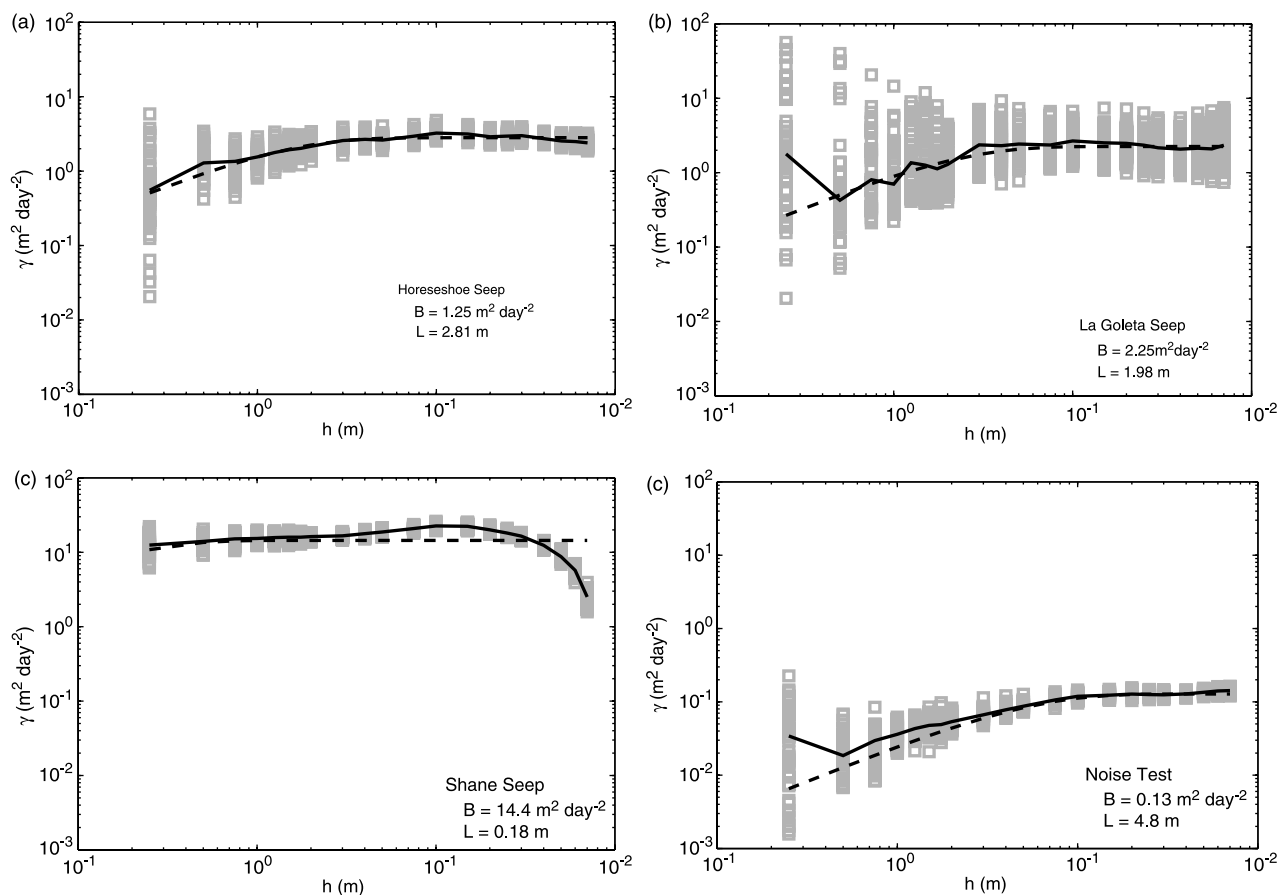 (a)
10²
10¹
10⁰
10⁻¹
10⁻²
10⁻³
γ (m² day⁻²)
Horeseshoe Seep
B = 1.25 m² day⁻²
L = 2.81 m
10⁻¹ 10⁰ 10⁻¹ 10⁻²
h (m)
(b)
10²
10¹
10⁰
10⁻¹
10⁻²
10⁻³
γ (m² day⁻²)
La Goleta Seep
B = 2.25m²day⁻²
L = 1.98 m
10⁻¹ 10⁰ 10⁻¹ 10⁻²
h (m)
(c)
10²
10¹
10⁰
10⁻¹
10⁻²
10⁻³
γ (m² day⁻²)
Shane Seep
B = 14.4 m² day⁻²
L = 0.18 m
10⁻¹ 10⁰ 10⁻¹ 10⁻²
h (m)
(c)
10²
10¹
10⁰
10⁻¹
10⁻²
10⁻³
γ (m² day⁻²)
Noise Test
B = 0.13 m² day⁻²
L = 4.8 m
10⁻¹ 10⁰ 10⁻¹ 10⁻²
h (m)